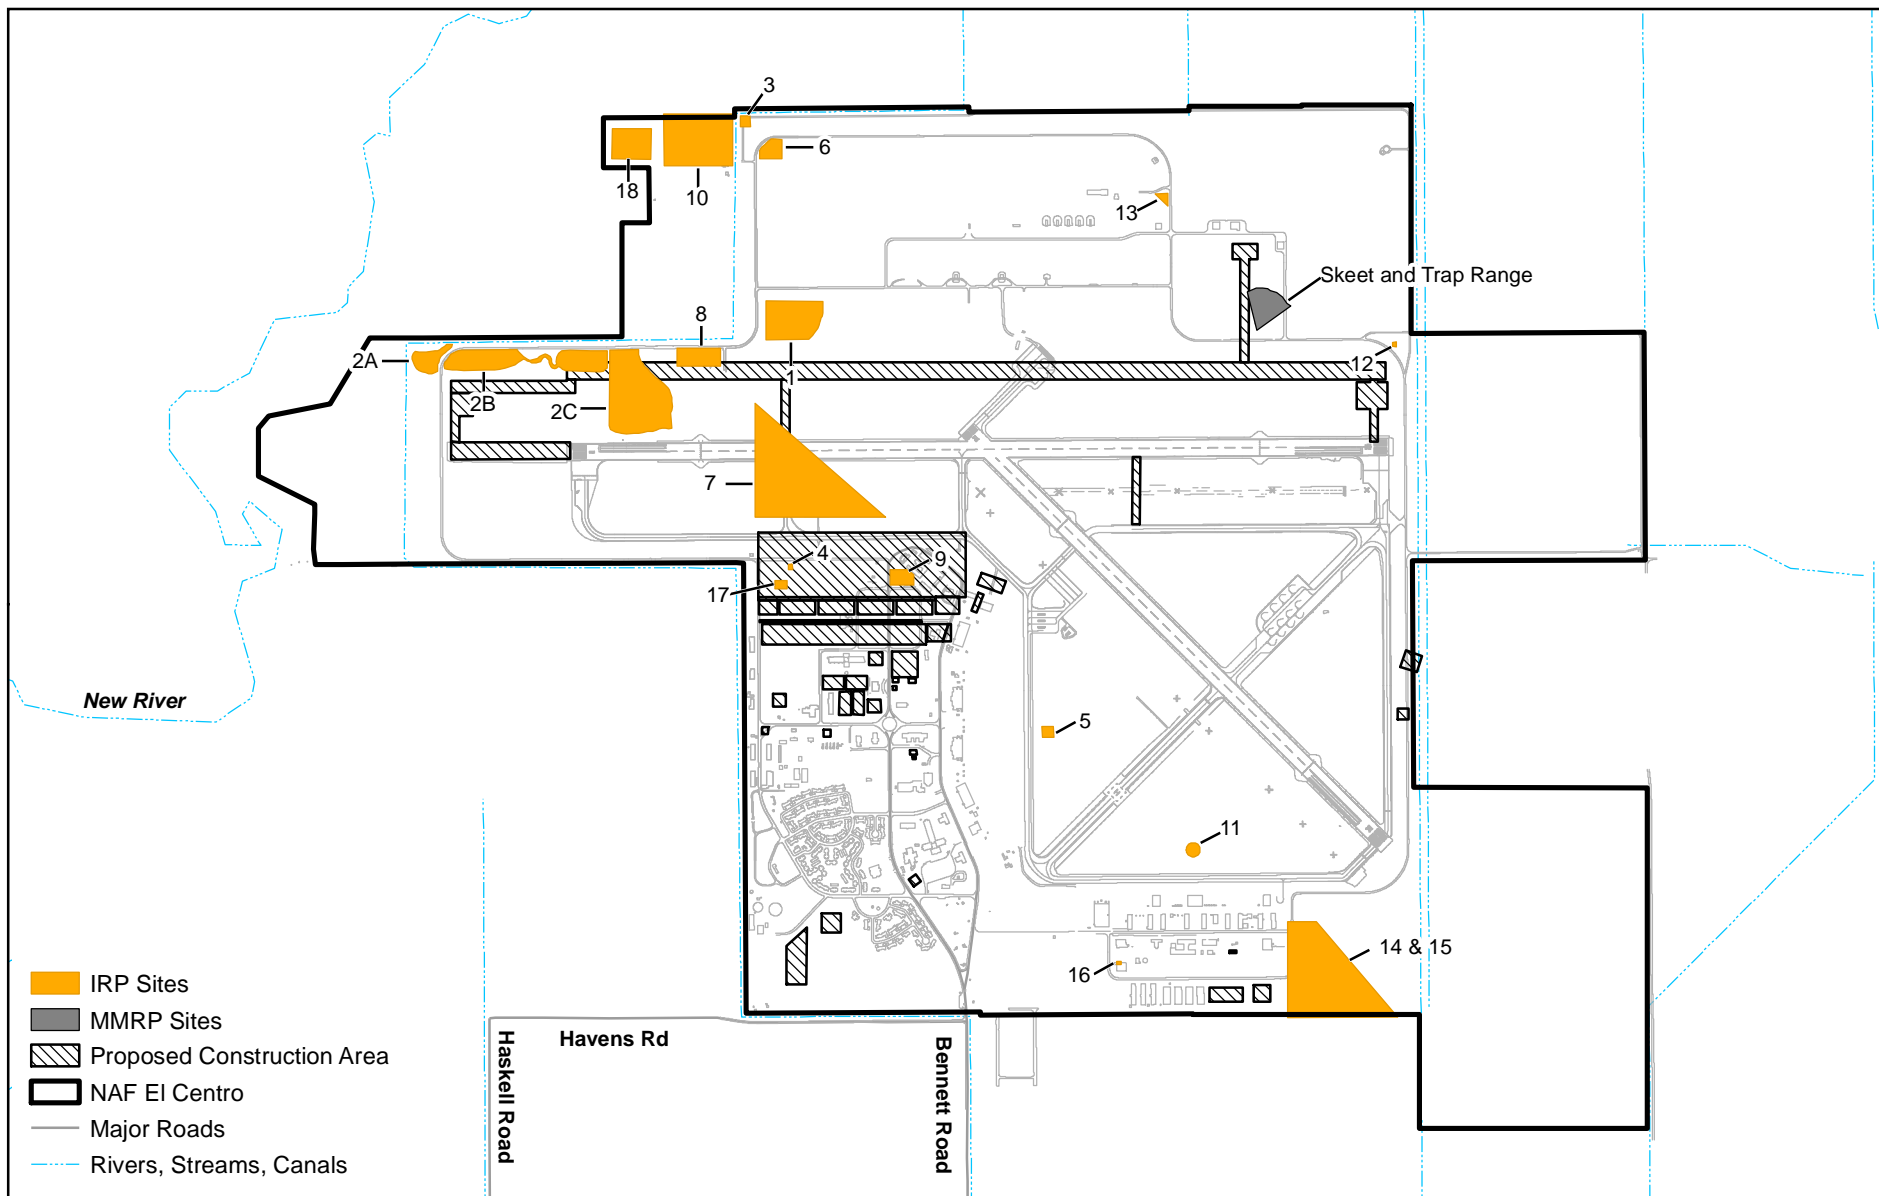 3
6
18
10
13
Skeet and Trap Range
8
2A
12
1
2B
2C
7
4
9
17
New River
5
11
14 & 15
16
IRP Sites
MMRP Sites
Proposed Construction Area
NAF El Centro
Major Roads
Rivers, Streams, Canals
Havens Rd
Haskell Road
Bennett Road